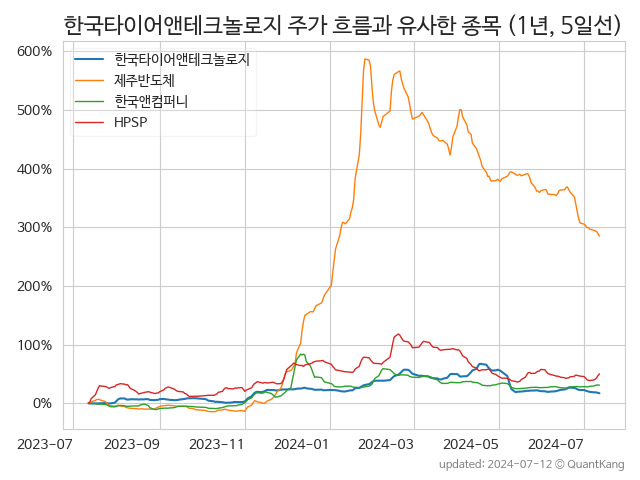 한국타이어앤테크놀로지 주가 흐름과 유사한 종목 (1년, 5일선)
600%
500%
400%
300%
200%
100%
0%
한국타이어앤테크놀로지
제주반도체
한국앤컴퍼니
HPSP
2023-07 2023-09 2023-11 2024-01 2024-03 2024-05 2024-07
updated: 2024-07-12 © QuantKang